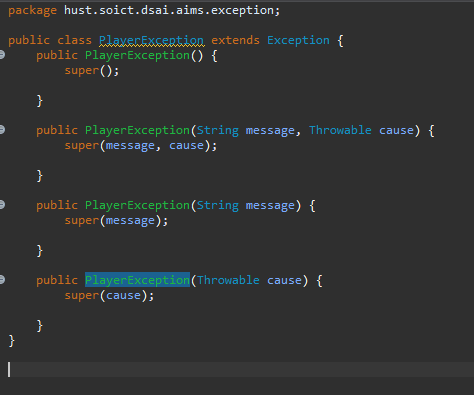 package hust.soict.dsai.aims.exception;
public class PlayerException extends Exception {
public PlayerException() {
super();
}
public PlayerException(String message, Throwable cause) {
super(message, cause);
}
public PlayerException(String message) {
super(message);
}
public PlayerException(Throwable cause) {
super(cause);
}
}